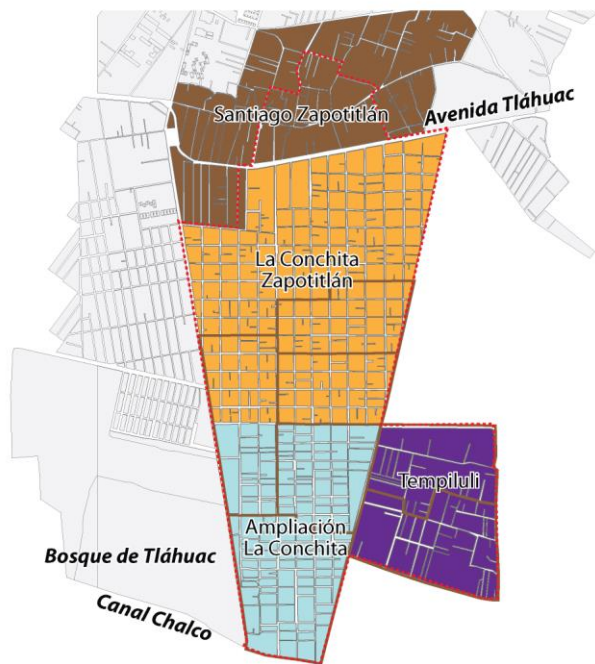 Santiago Zapotitlán
Avenida Tláhuac
La Conchita
Zapotitlán
Tempiluli
Ampliación
La Conchita
Bosque de Tláhuac
Canal Chalco